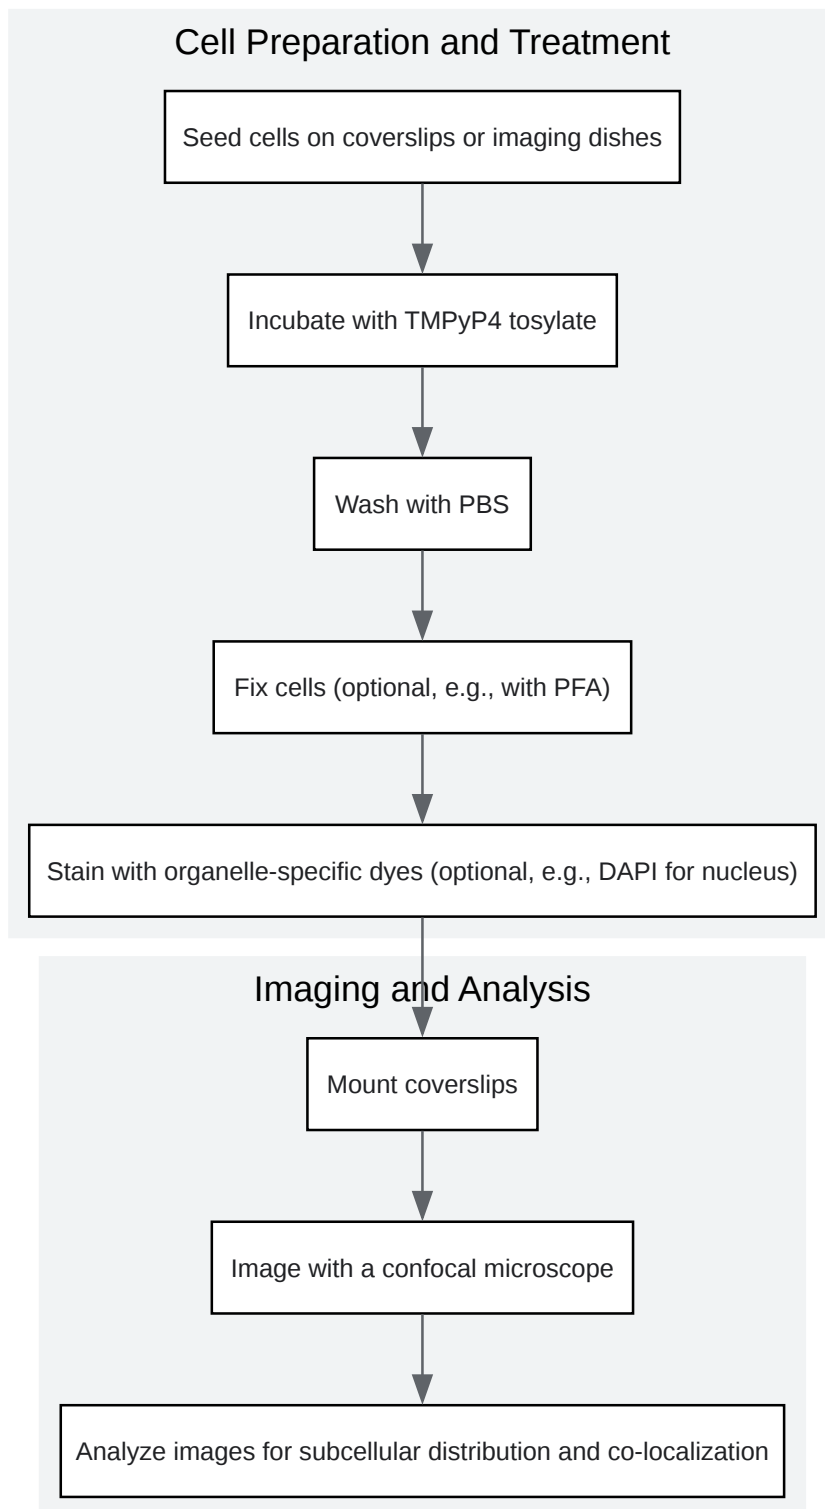 Cell Preparation and Treatment
Seed cells on coverslips or imaging dishes
Incubate with TMPyP4 tosylate
Wash with PBS
Fix cells (optional, e.g., with PFA)
Stain with organelle-specific dyes (optional, e.g., DAPI for nucleus)
Imaging and Analysis
Mount coverslips
Image with a confocal microscope
Analyze images for subcellular distribution and co-localization